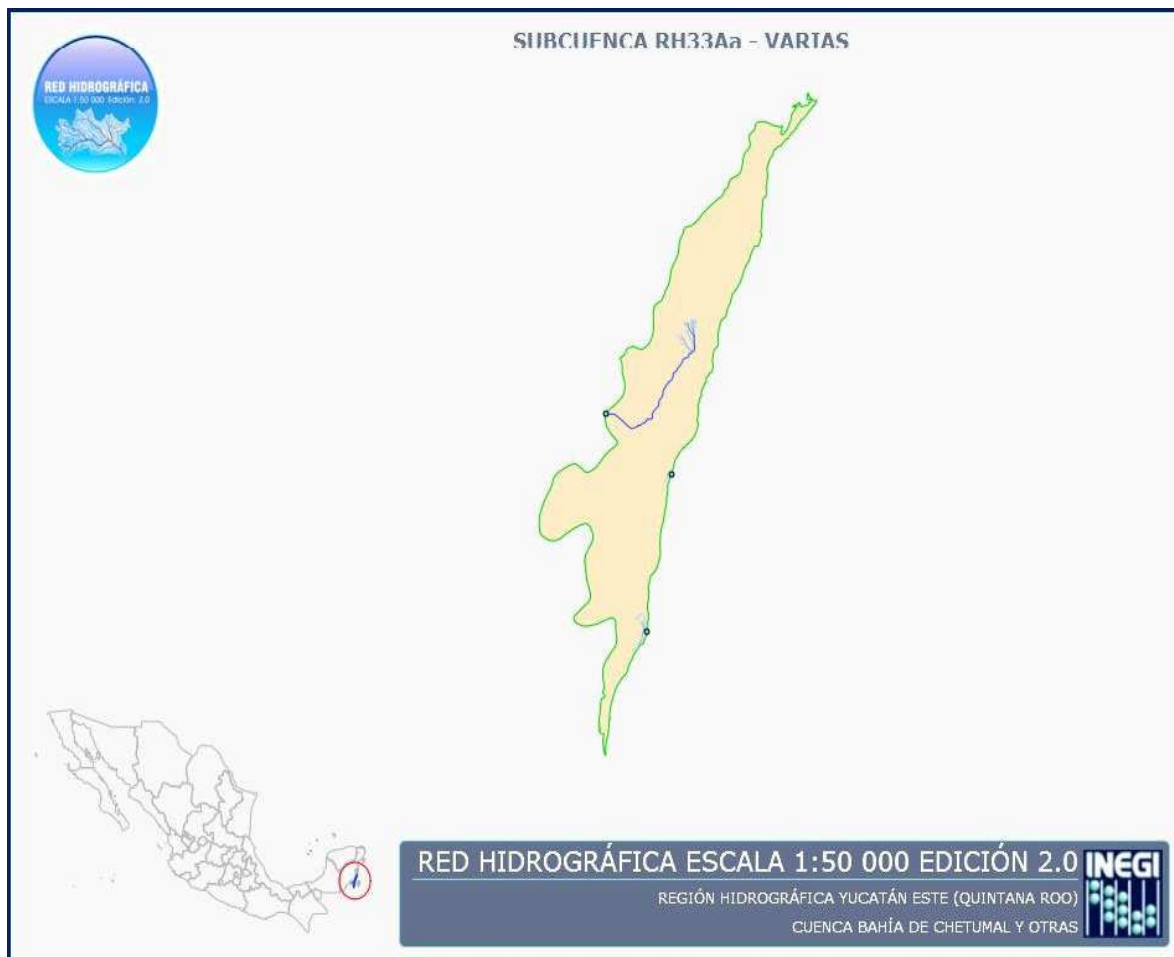 SUBCUENCA RH33Aa - VARIAS
RED HIDROGRÁFICA
ESCALA 1:50 000 Edición: 2.0
RED HIDROGRÁFICA ESCALA 1:50 000 EDICIÓN 2.0
INEGI
REGIÓN HIDROGRÁFICA YUCATÁN ESTE (QUINTANA ROO)
CUENCA BAHÍA DE CHETUMAL Y OTRAS